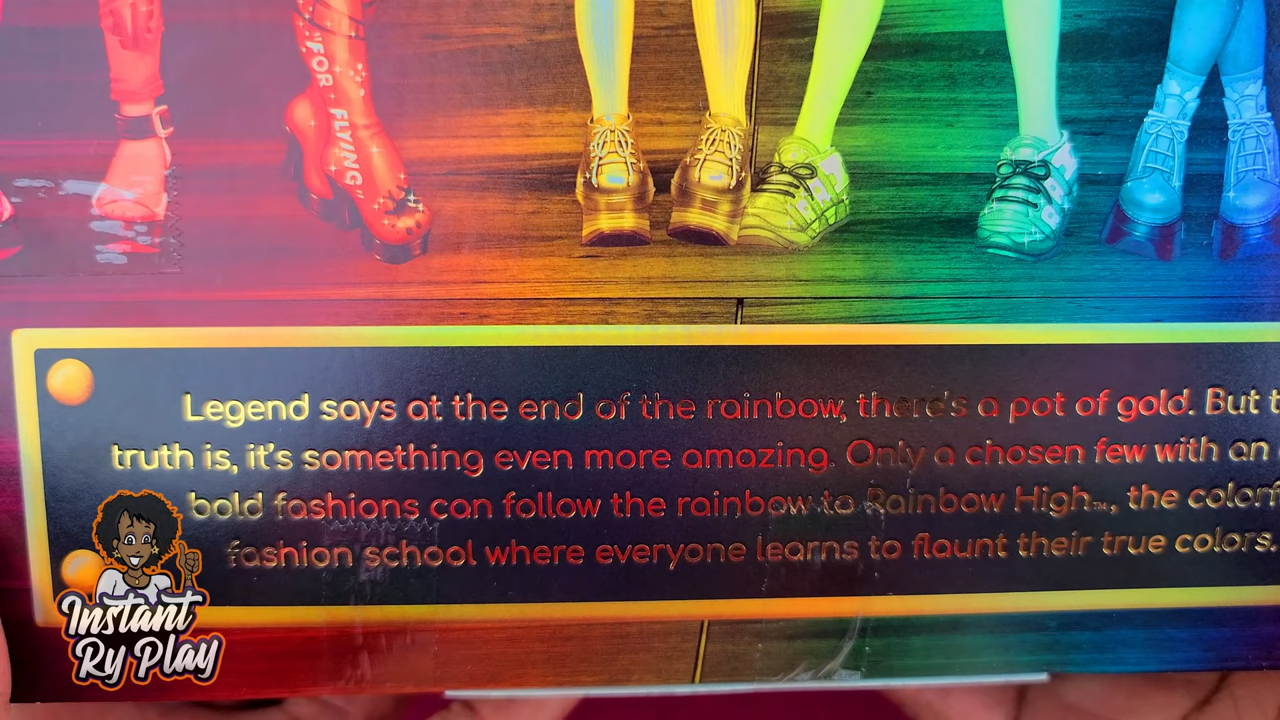 "FOR FLYING"
Legend says at the end of the rainbow, there's a pot of gold. But t
truth is, it's something even more amazing. Only a chosen few with an
bold fashions can follow the rainbow to Rainbow High™, the colorf
fashion school where everyone learns to flaunt their true colors.
Instant
Ry Play